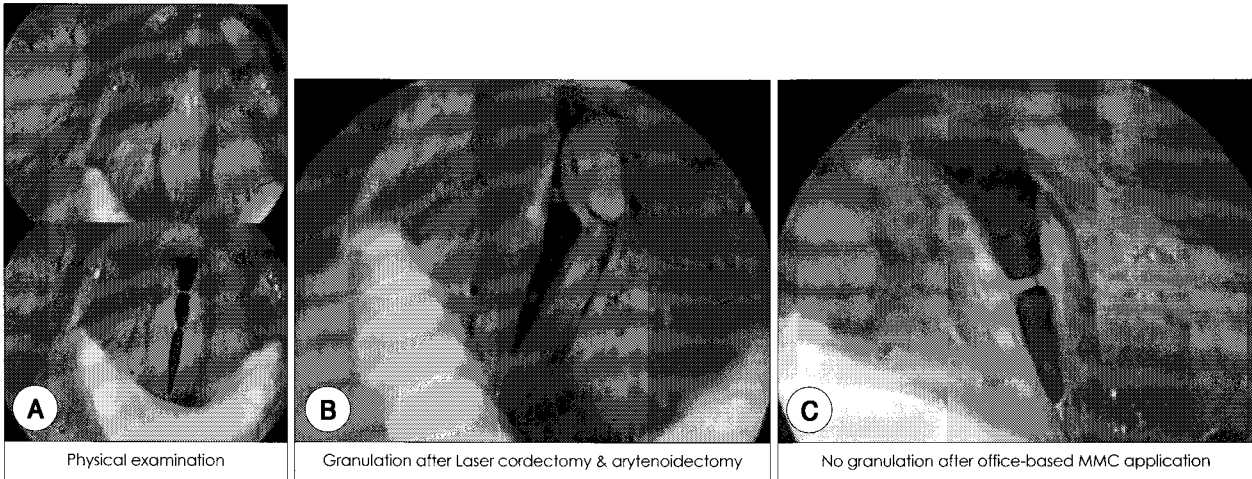 A
B
C
Physical examination
Granulation after Laser cordectomy & arytenoidectomy
No granulation after office-based MMC application